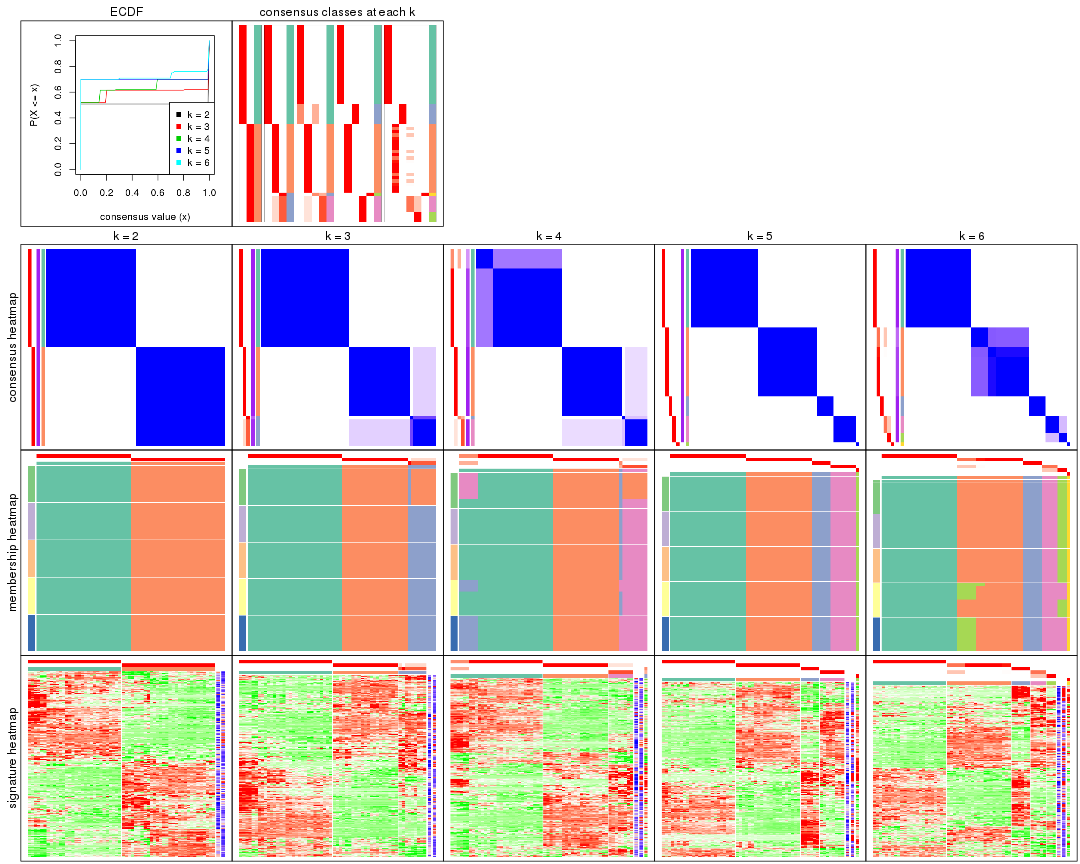 ECDF
consensus classes at each k
P(X <= x)
0.0
0.2
0.4
0.6
0.8
1.0
k = 2
k = 3
k = 4
k = 5
k = 6
0.0 0.2 0.4 0.6 0.8 1.0
consensus value (x)
k = 2
k = 3
k = 4
k = 5
k = 6
consensus heatmap
membership heatmap
signature heatmap